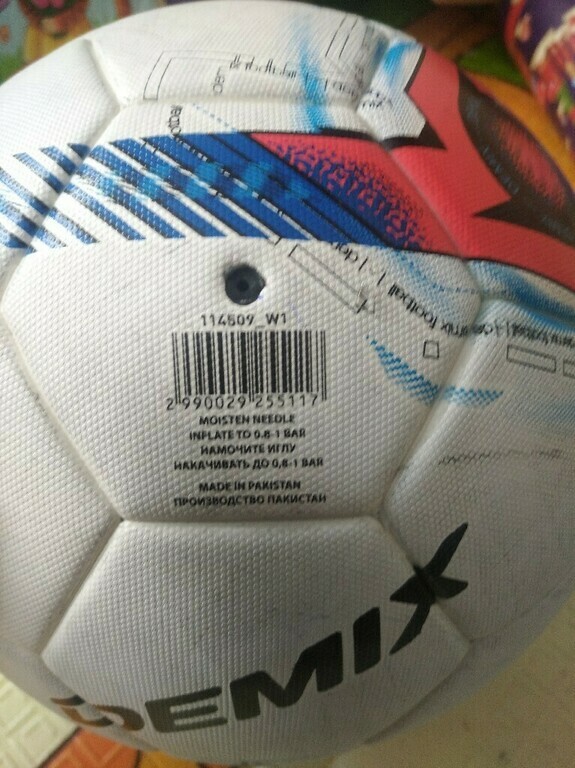 114509_W1
2 990029 255117
MOISTEN NEEDLE
INFLATE TO 0.8-1 BAR
НАМОЧИТЕ ИГЛУ
НАКАЧИВАТЬ ДО 0,8-1 BAR
MADE IN PAKISTAN
ПРОИЗВОДСТВО ПАКИСТАН
DEMIX